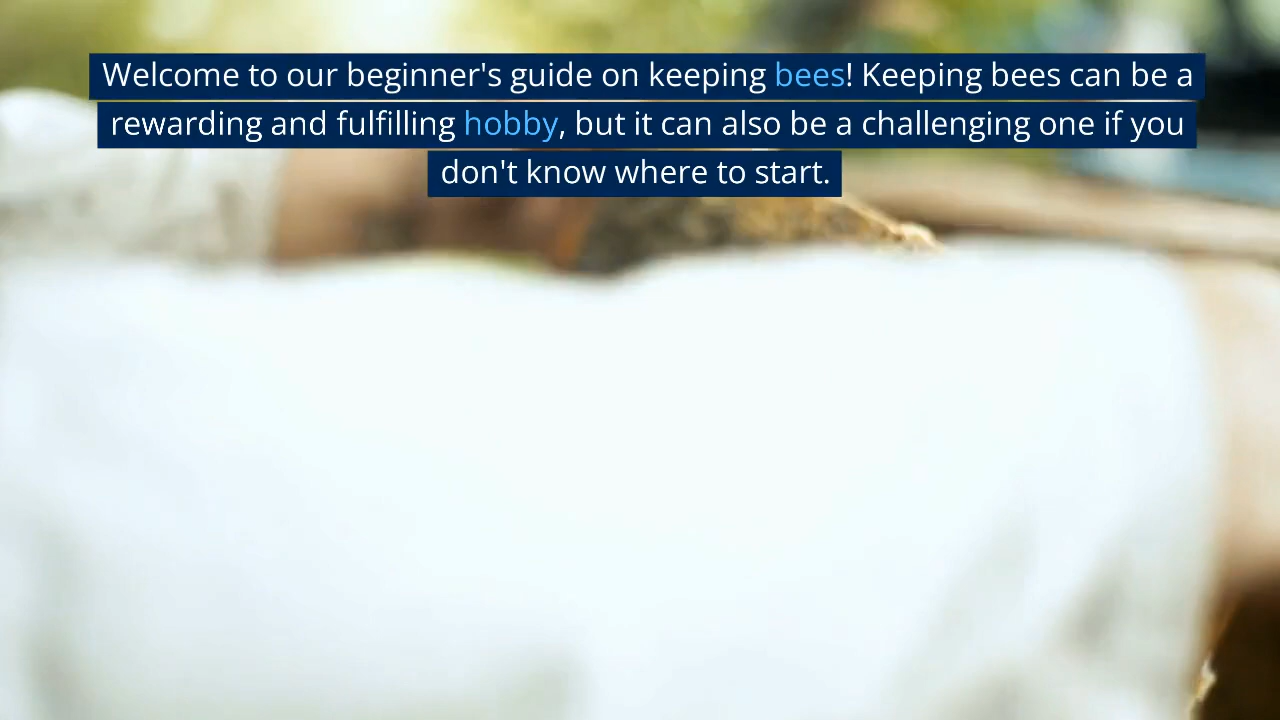 Welcome to our beginner's guide on keeping bees! Keeping bees can be a
rewarding and fulfilling hobby, but it can also be a challenging one if you
don't know where to start.